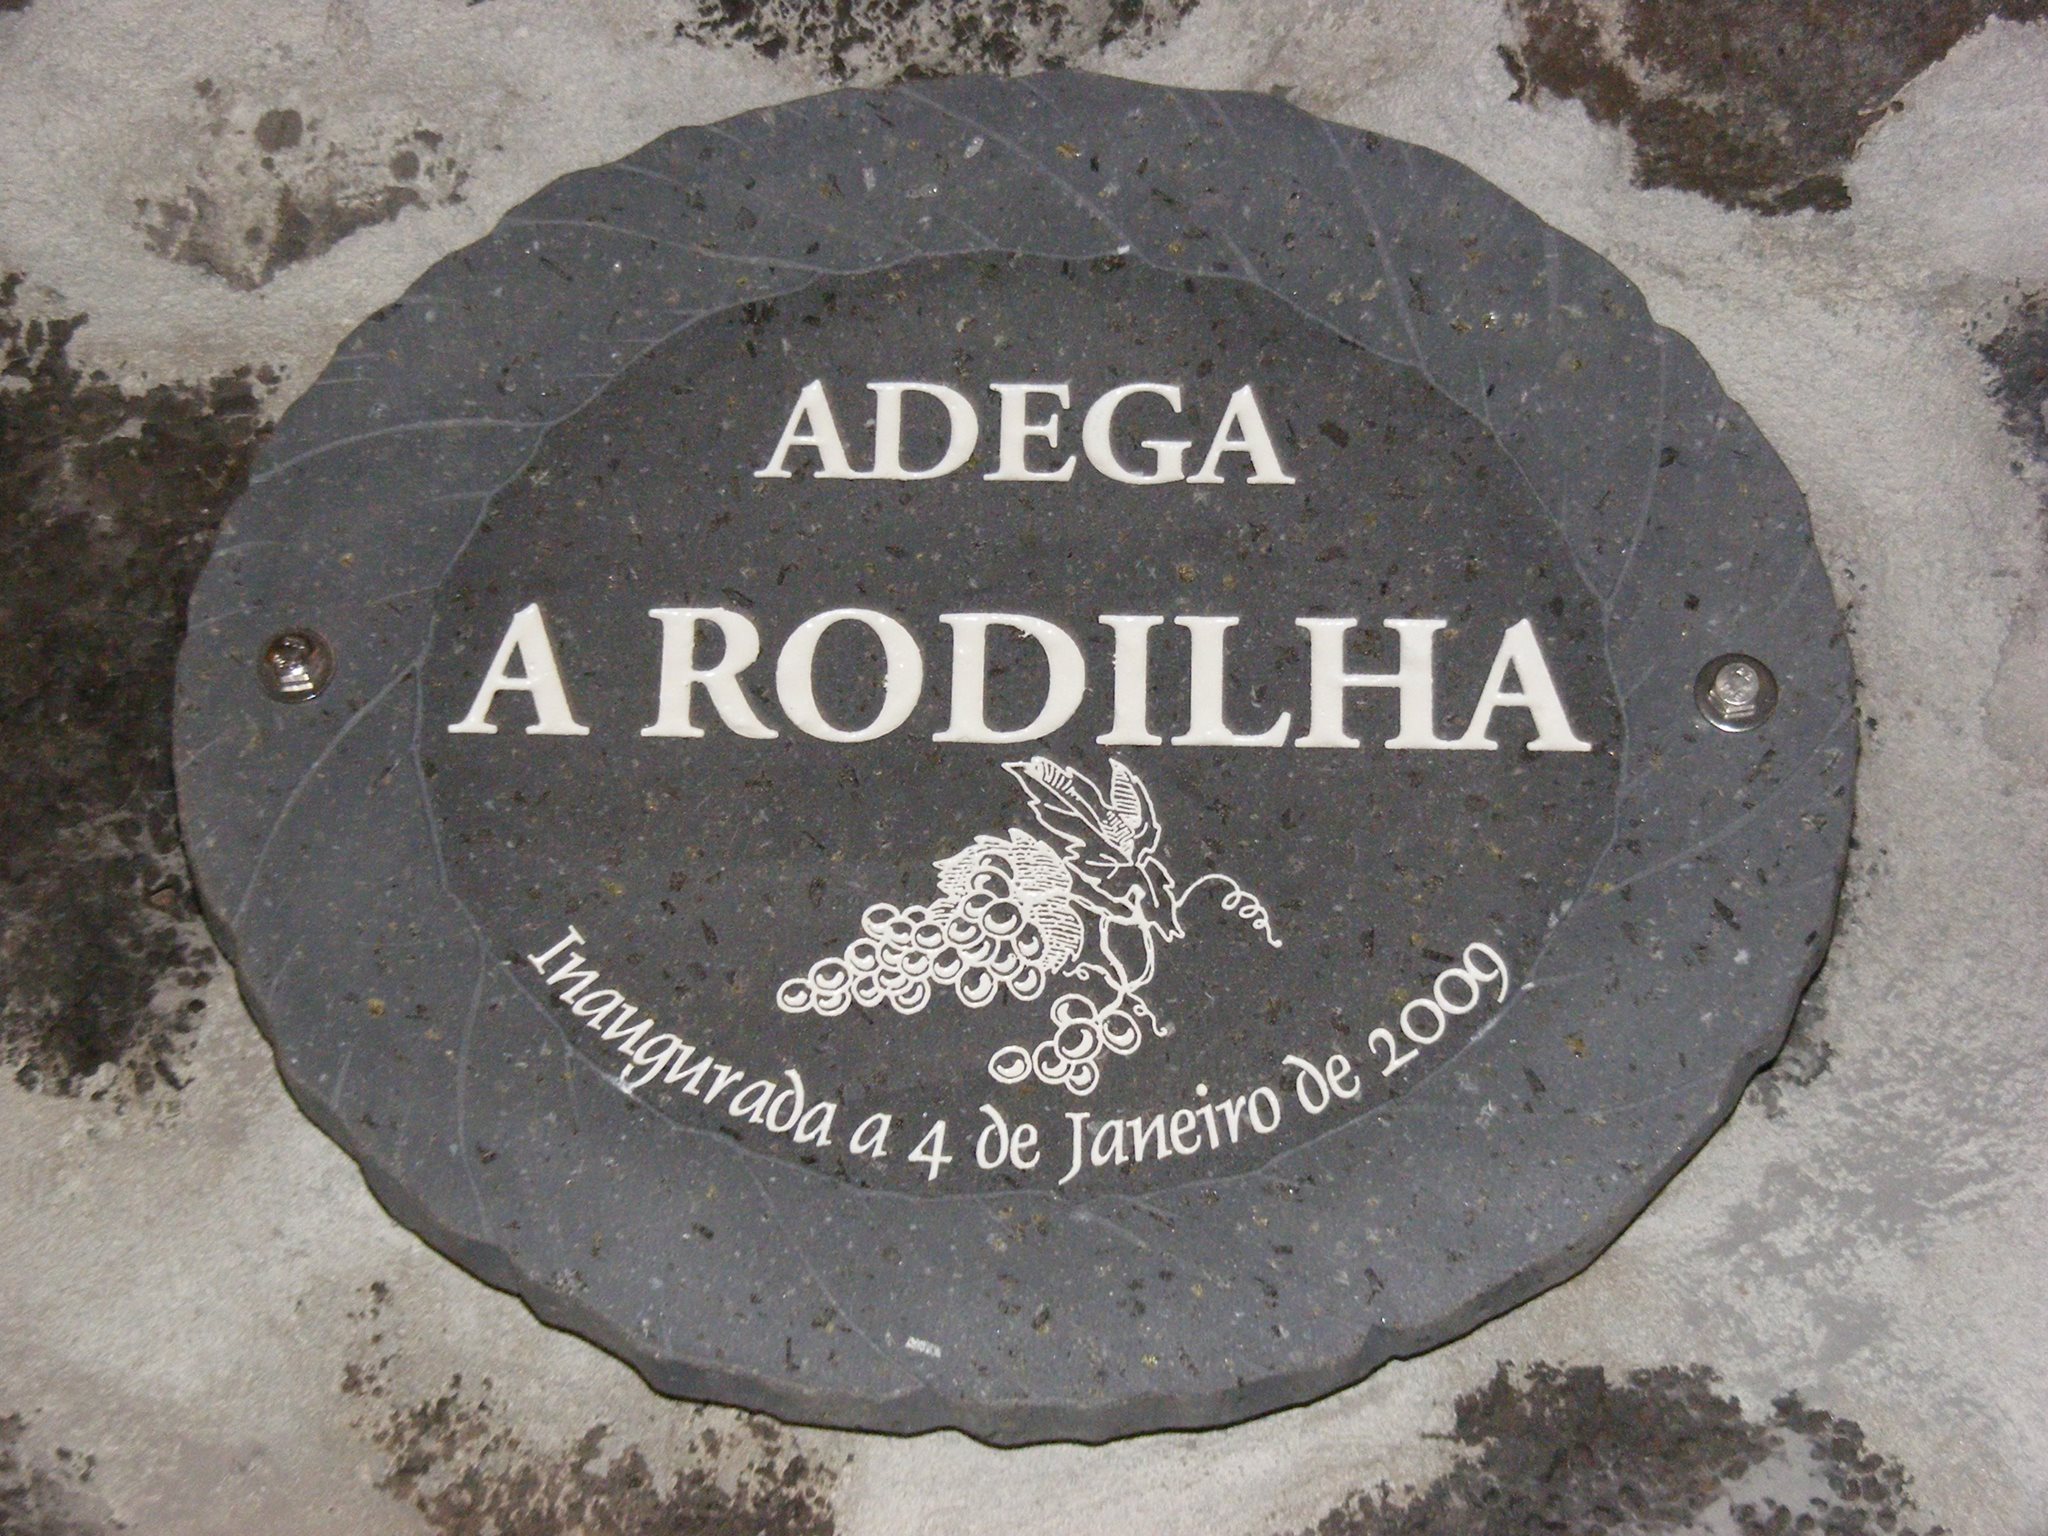 ADEGA
A RODILHA
Inaugurada a 4 de Janeiro de 2009